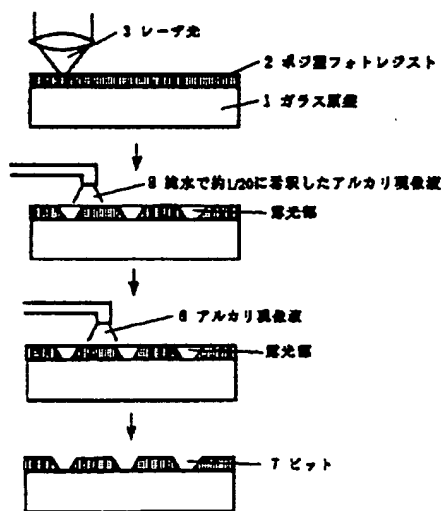 3 レーザ光
2 ポジ型フォトレジスト
1 ガラス原盤
8 純水で約1/20に希釈したアルカリ現像液
露光部
6 アルカリ現像液
露光部
7 ピット